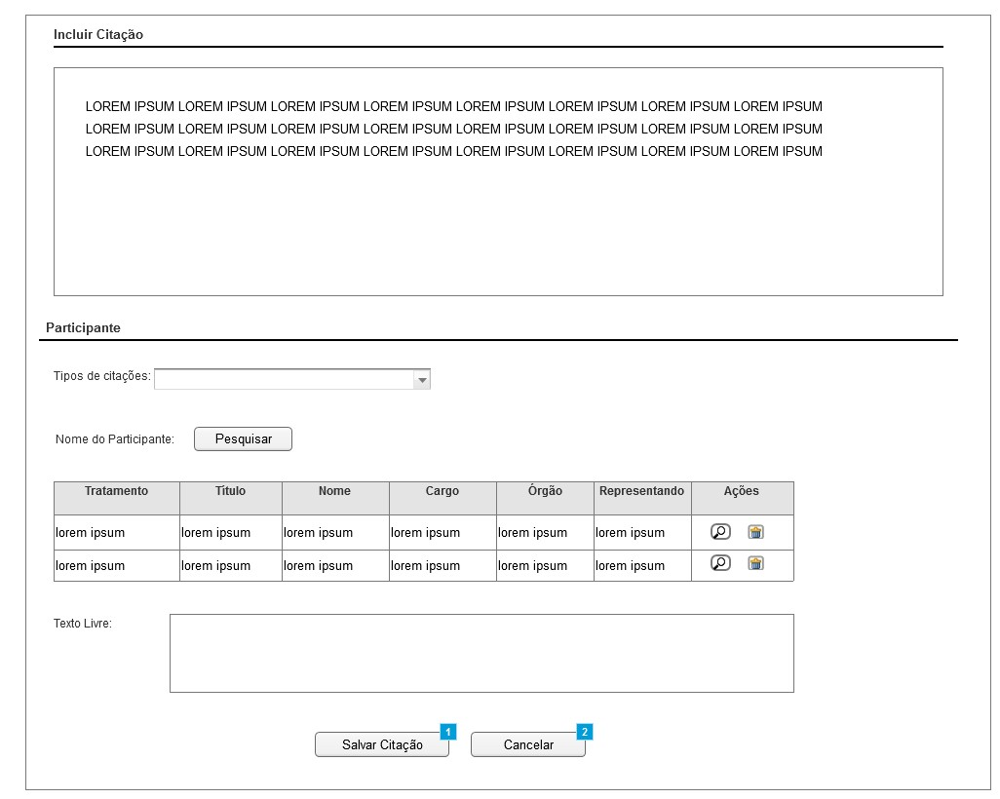 Incluir Citação
LOREM IPSUM LOREM IPSUM LOREM IPSUM LOREM IPSUM LOREM IPSUM LOREM IPSUM LOREM IPSUM LOREM IPSUM
LOREM IPSUM LOREM IPSUM LOREM IPSUM LOREM IPSUM LOREM IPSUM LOREM IPSUM LOREM IPSUM LOREM IPSUM
LOREM IPSUM LOREM IPSUM LOREM IPSUM LOREM IPSUM LOREM IPSUM LOREM IPSUM LOREM IPSUM LOREM IPSUM
Participante
Tipos de citações:
Nome do Participante: Pesquisar
Tratamento Título Nome Cargo Órgão Representando Ações
lorem ipsum lorem ipsum lorem ipsum lorem ipsum lorem ipsum lorem ipsum
lorem ipsum lorem ipsum lorem ipsum lorem ipsum lorem ipsum lorem ipsum
Texto Livre:
Salvar Citação 1 Cancelar 2